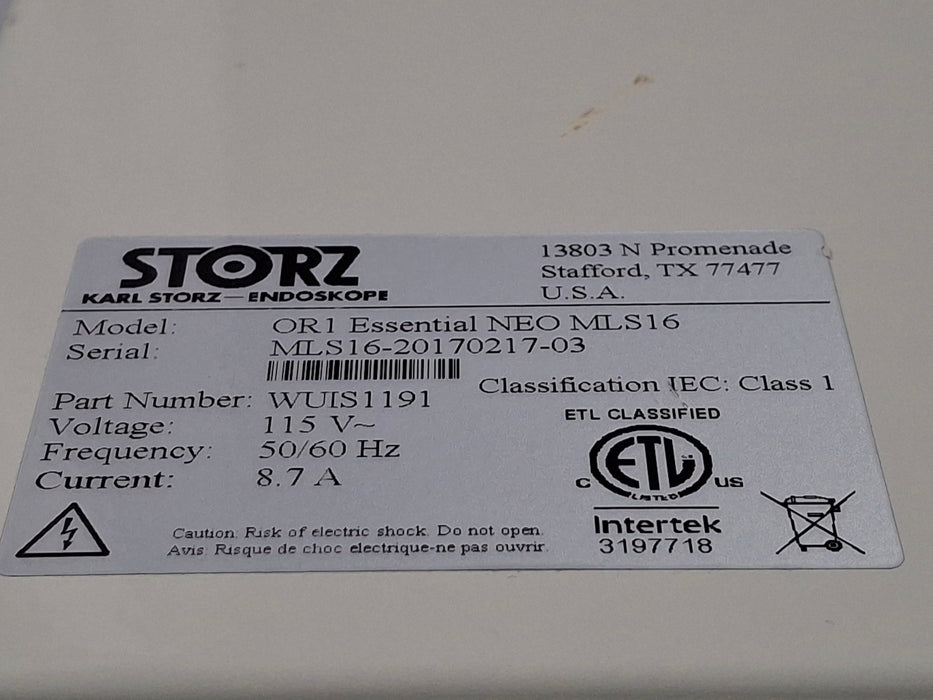 STORZ
KARL STORZ — ENDOSKOPE
13803 N Promenade
Stafford, TX 77477
U.S.A.
Model: OR1 Essential NEO MLS16
Serial: MLS16-20170217-03
Classification IEC: Class 1
Part Number: WUIS1191
Voltage: 115 V~
Frequency: 50/60 Hz
Current: 8.7 A
ETL CLASSIFIED
ETL
LISTED
C US
Intertek
3197718
Caution: Risk of electric shock. Do not open.
Avis: Risque de choc electrique-ne pas ouvrir.